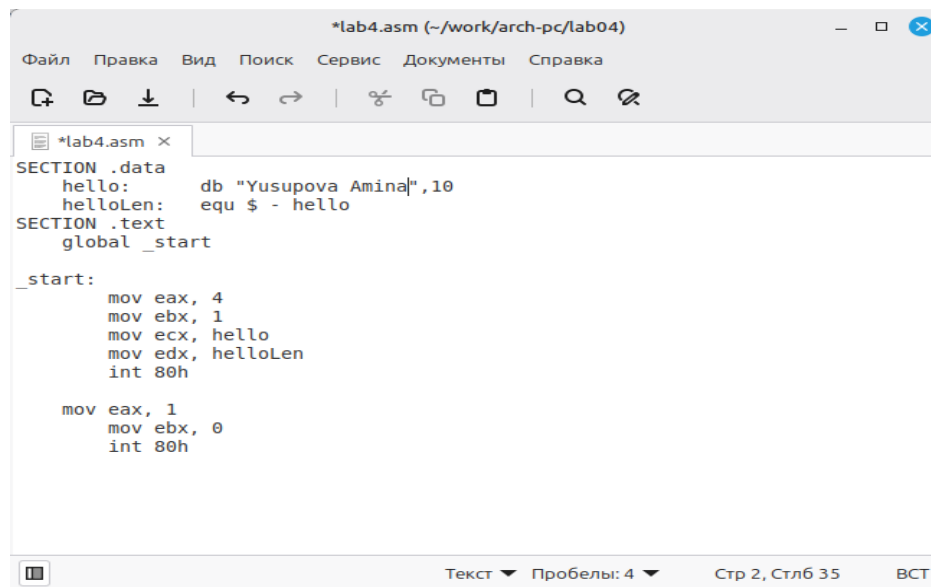 *lab4.asm (~/work/arch-pc/lab04)
Файл Правка Вид Поиск Сервис Документы Справка
*lab4.asm
SECTION .data
    hello:      db "Yusupova Amina",10
    helloLen:   equ $ - hello
SECTION .text
    global _start

_start:
        mov eax, 4
        mov ebx, 1
        mov ecx, hello
        mov edx, helloLen
        int 80h

    mov eax, 1
        mov ebx, 0
        int 80h
Текст Пробелы: 4 Стр 2, Стлб 35 ВСТ